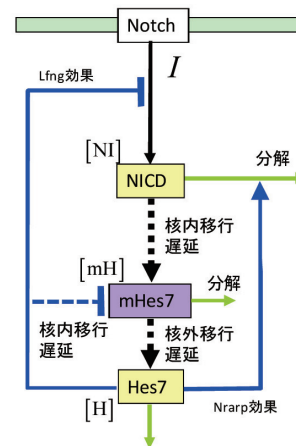 Notch
Lfng効果
I
[NI]
NICD
分解
核内移行
遅延
[mH]
mHes7
分解
核内移行
遅延
核外移行
遅延
Hes7
[H]
Nrarp効果